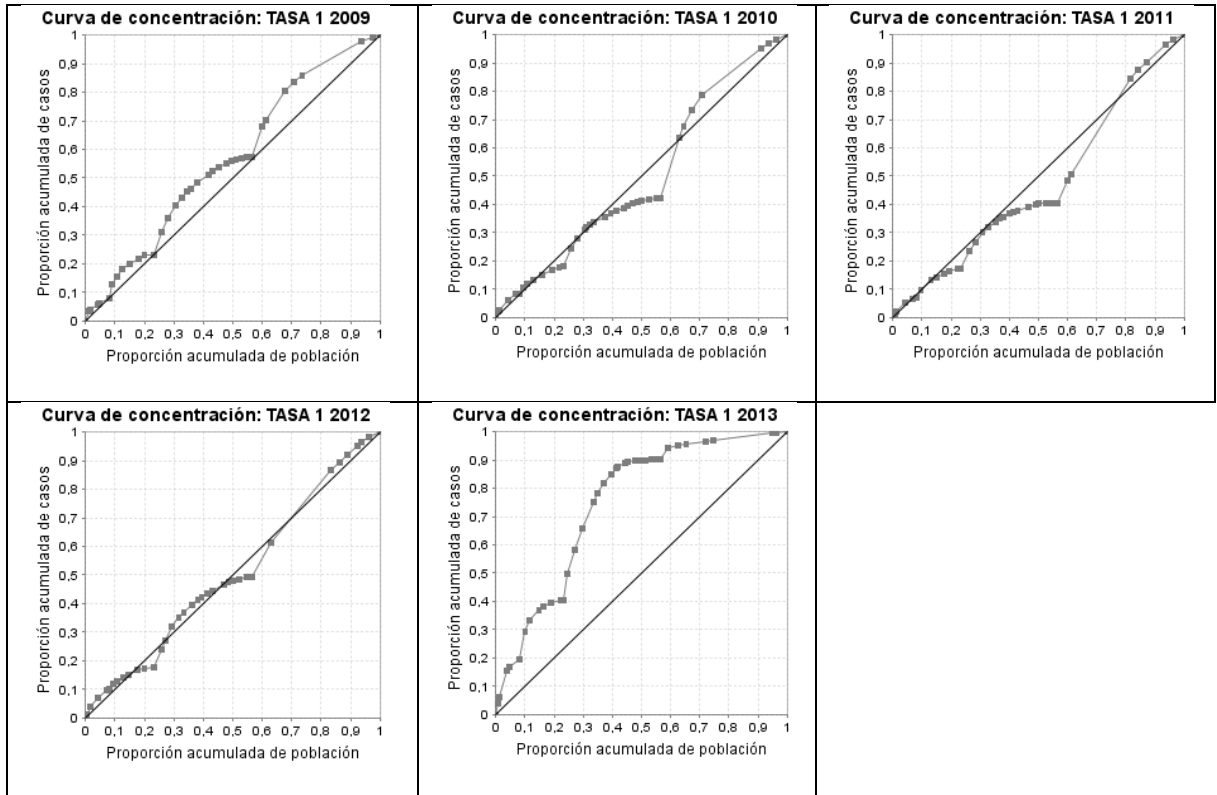 Curva de concentración: TASA 1 2009
Proporción acumulada de casos
1
0,9
0,8
0,7
0,6
0,5
0,4
0,3
0,2
0,1
0
0 0,1 0,2 0,3 0,4 0,5 0,6 0,7 0,8 0,9 1
Proporción acumulada de población
Curva de concentración: TASA 1 2010
Proporción acumulada de casos
1
0,9
0,8
0,7
0,6
0,5
0,4
0,3
0,2
0,1
0
0 0,1 0,2 0,3 0,4 0,5 0,6 0,7 0,8 0,9 1
Proporción acumulada de población
Curva de concentración: TASA 1 2011
Proporción acumulada de casos
1
0,9
0,8
0,7
0,6
0,5
0,4
0,3
0,2
0,1
0
0 0,1 0,2 0,3 0,4 0,5 0,6 0,7 0,8 0,9 1
Proporción acumulada de población
Curva de concentración: TASA 1 2012
Proporción acumulada de casos
1
0,9
0,8
0,7
0,6
0,5
0,4
0,3
0,2
0,1
0
0 0,1 0,2 0,3 0,4 0,5 0,6 0,7 0,8 0,9 1
Proporción acumulada de población
Curva de concentración: TASA 1 2013
Proporción acumulada de casos
1
0,9
0,8
0,7
0,6
0,5
0,4
0,3
0,2
0,1
0
0 0,1 0,2 0,3 0,4 0,5 0,6 0,7 0,8 0,9 1
Proporción acumulada de población